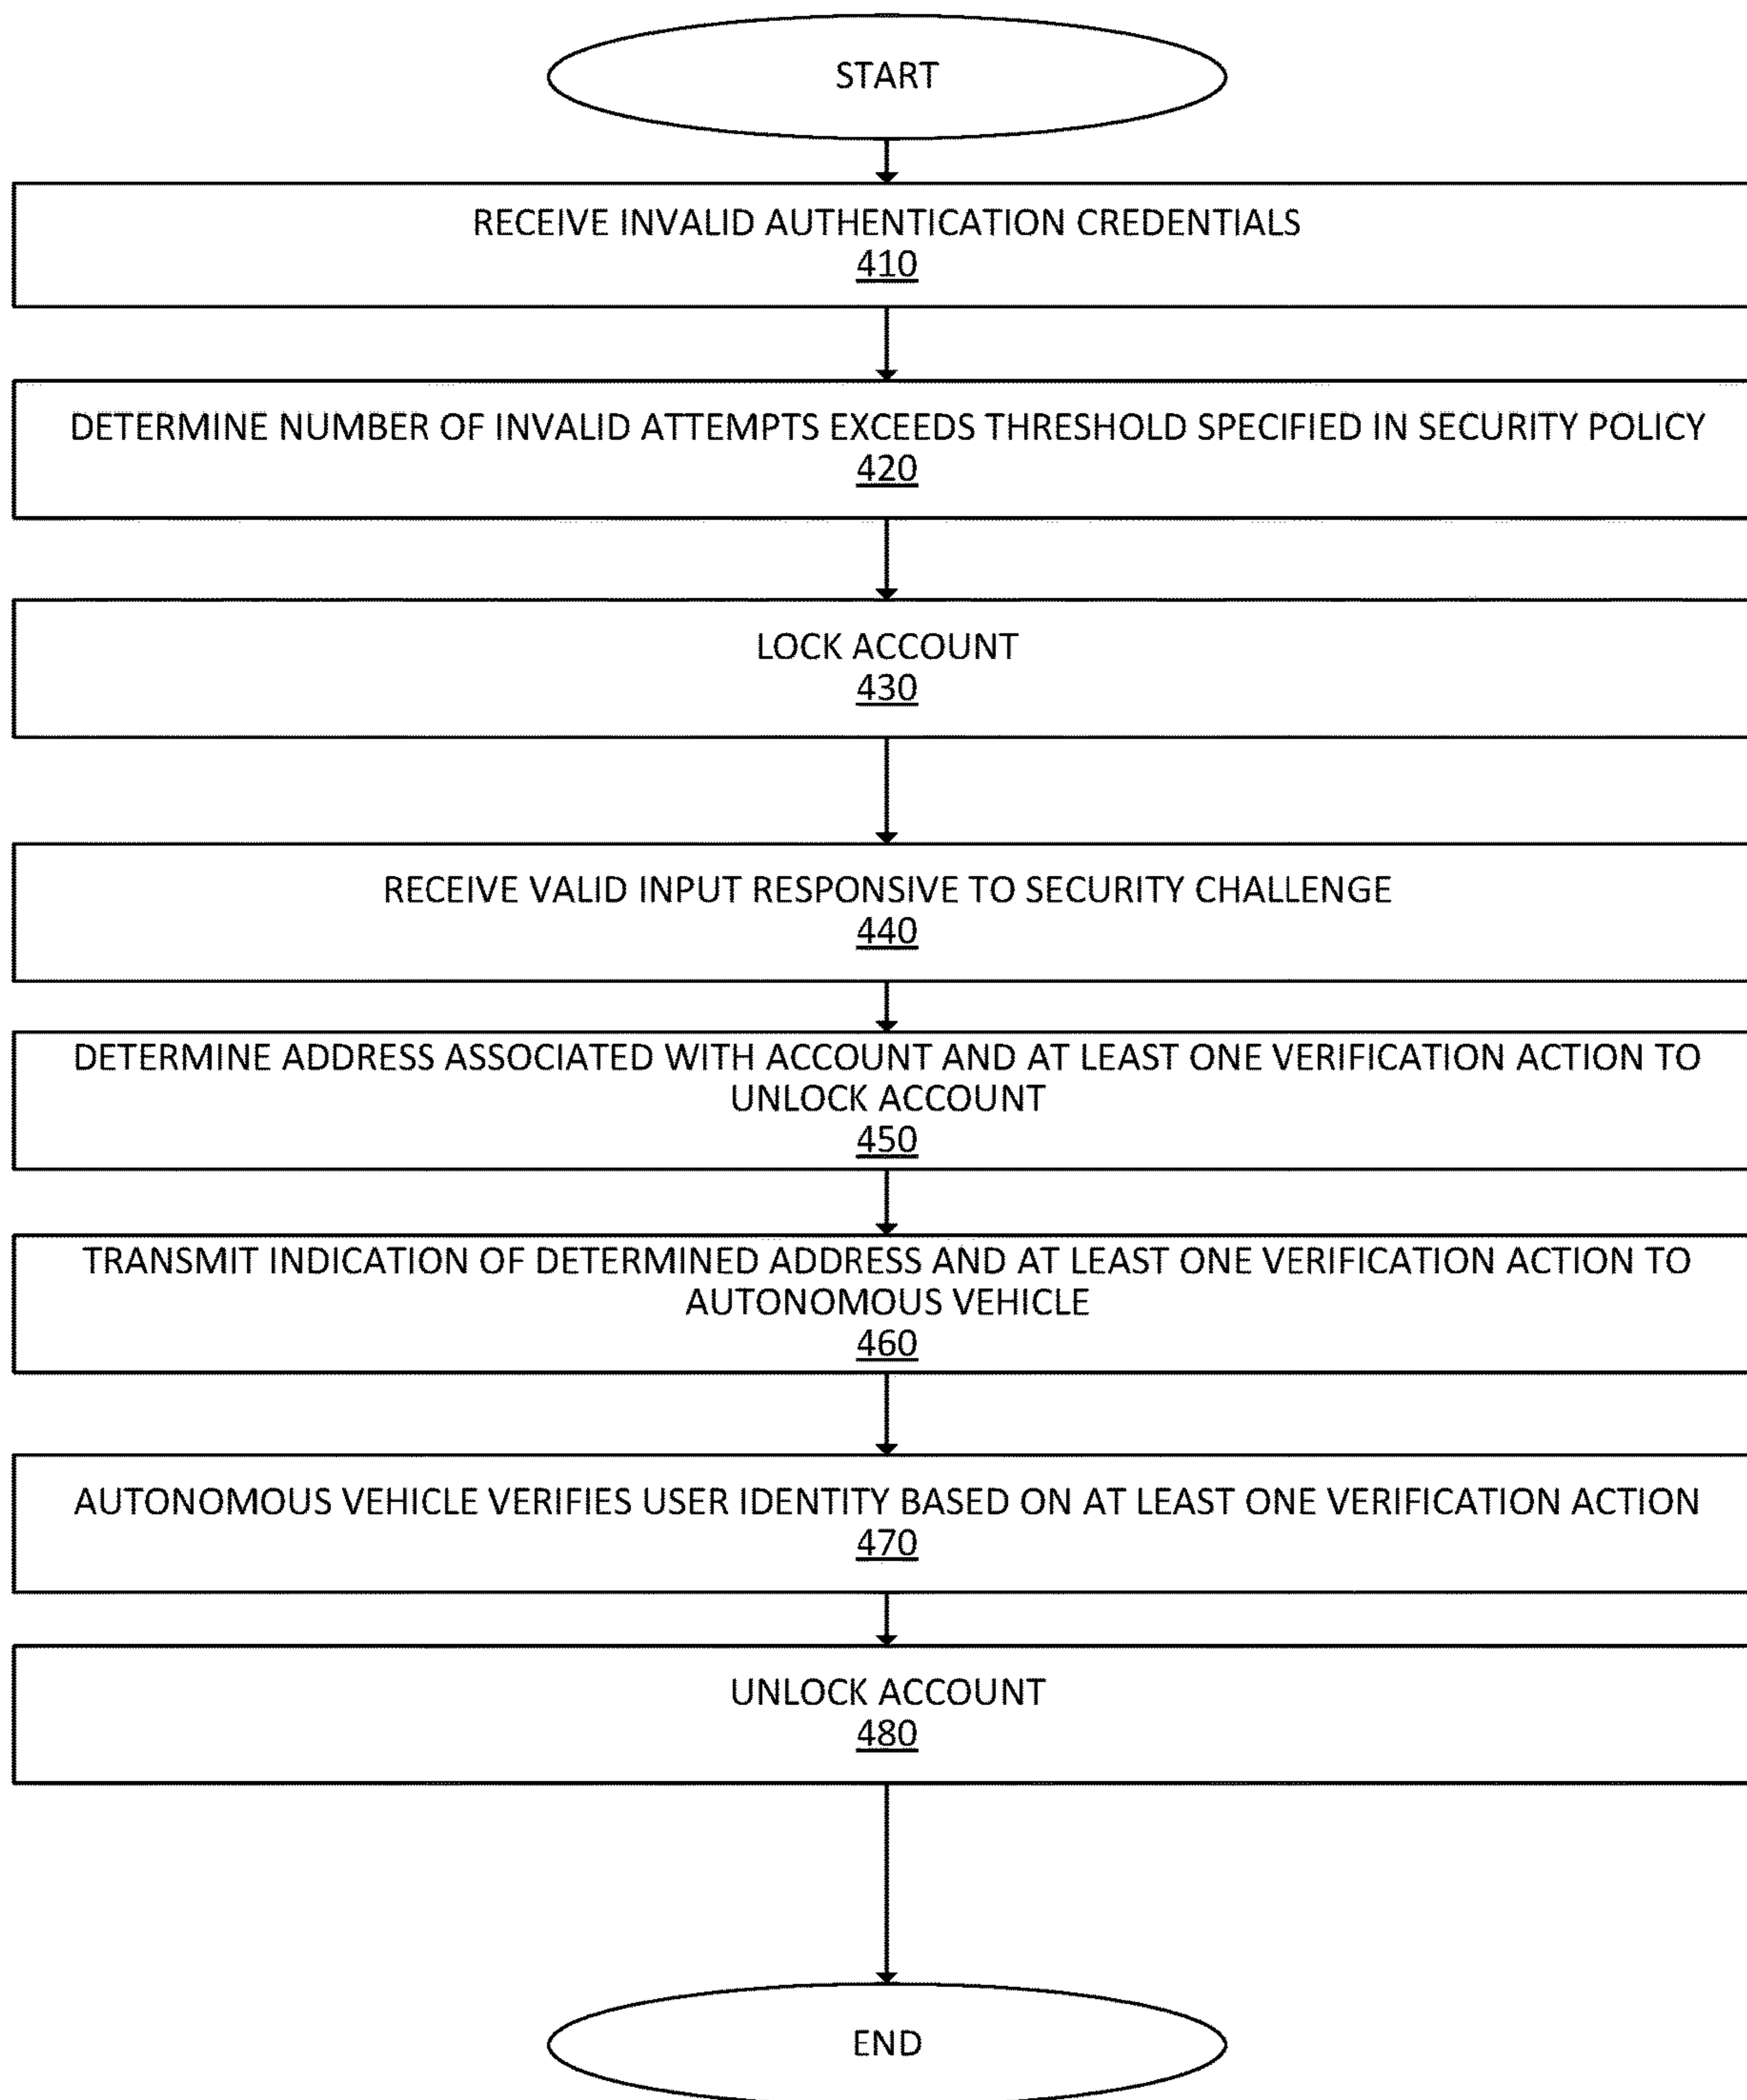 START
RECEIVE INVALID AUTHENTICATION CREDENTIALS
410
DETERMINE NUMBER OF INVALID ATTEMPTS EXCEEDS THRESHOLD SPECIFIED IN SECURITY POLICY
420
LOCK ACCOUNT
430
RECEIVE VALID INPUT RESPONSIVE TO SECURITY CHALLENGE
440
DETERMINE ADDRESS ASSOCIATED WITH ACCOUNT AND AT LEAST ONE VERIFICATION ACTION TO
UNLOCK ACCOUNT
450
TRANSMIT INDICATION OF DETERMINED ADDRESS AND AT LEAST ONE VERIFICATION ACTION TO
AUTONOMOUS VEHICLE
460
AUTONOMOUS VEHICLE VERIFIES USER IDENTITY BASED ON AT LEAST ONE VERIFICATION ACTION
470
UNLOCK ACCOUNT
480
END